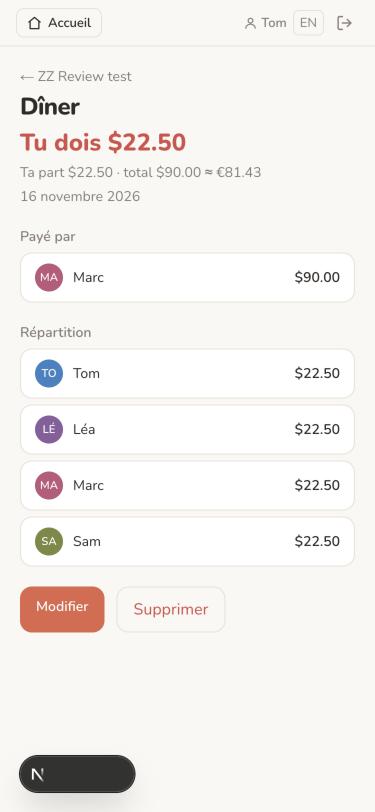 Accueil
Tom
EN
← ZZ Review test
Dîner
Tu dois $22.50
Ta part $22.50 · total $90.00 ≈ €81.43
16 novembre 2026
Payé par
MA Marc $90.00
Répartition
TO Tom $22.50
LÉ Léa $22.50
MA Marc $22.50
SA Sam $22.50
Modifier
Supprimer
N